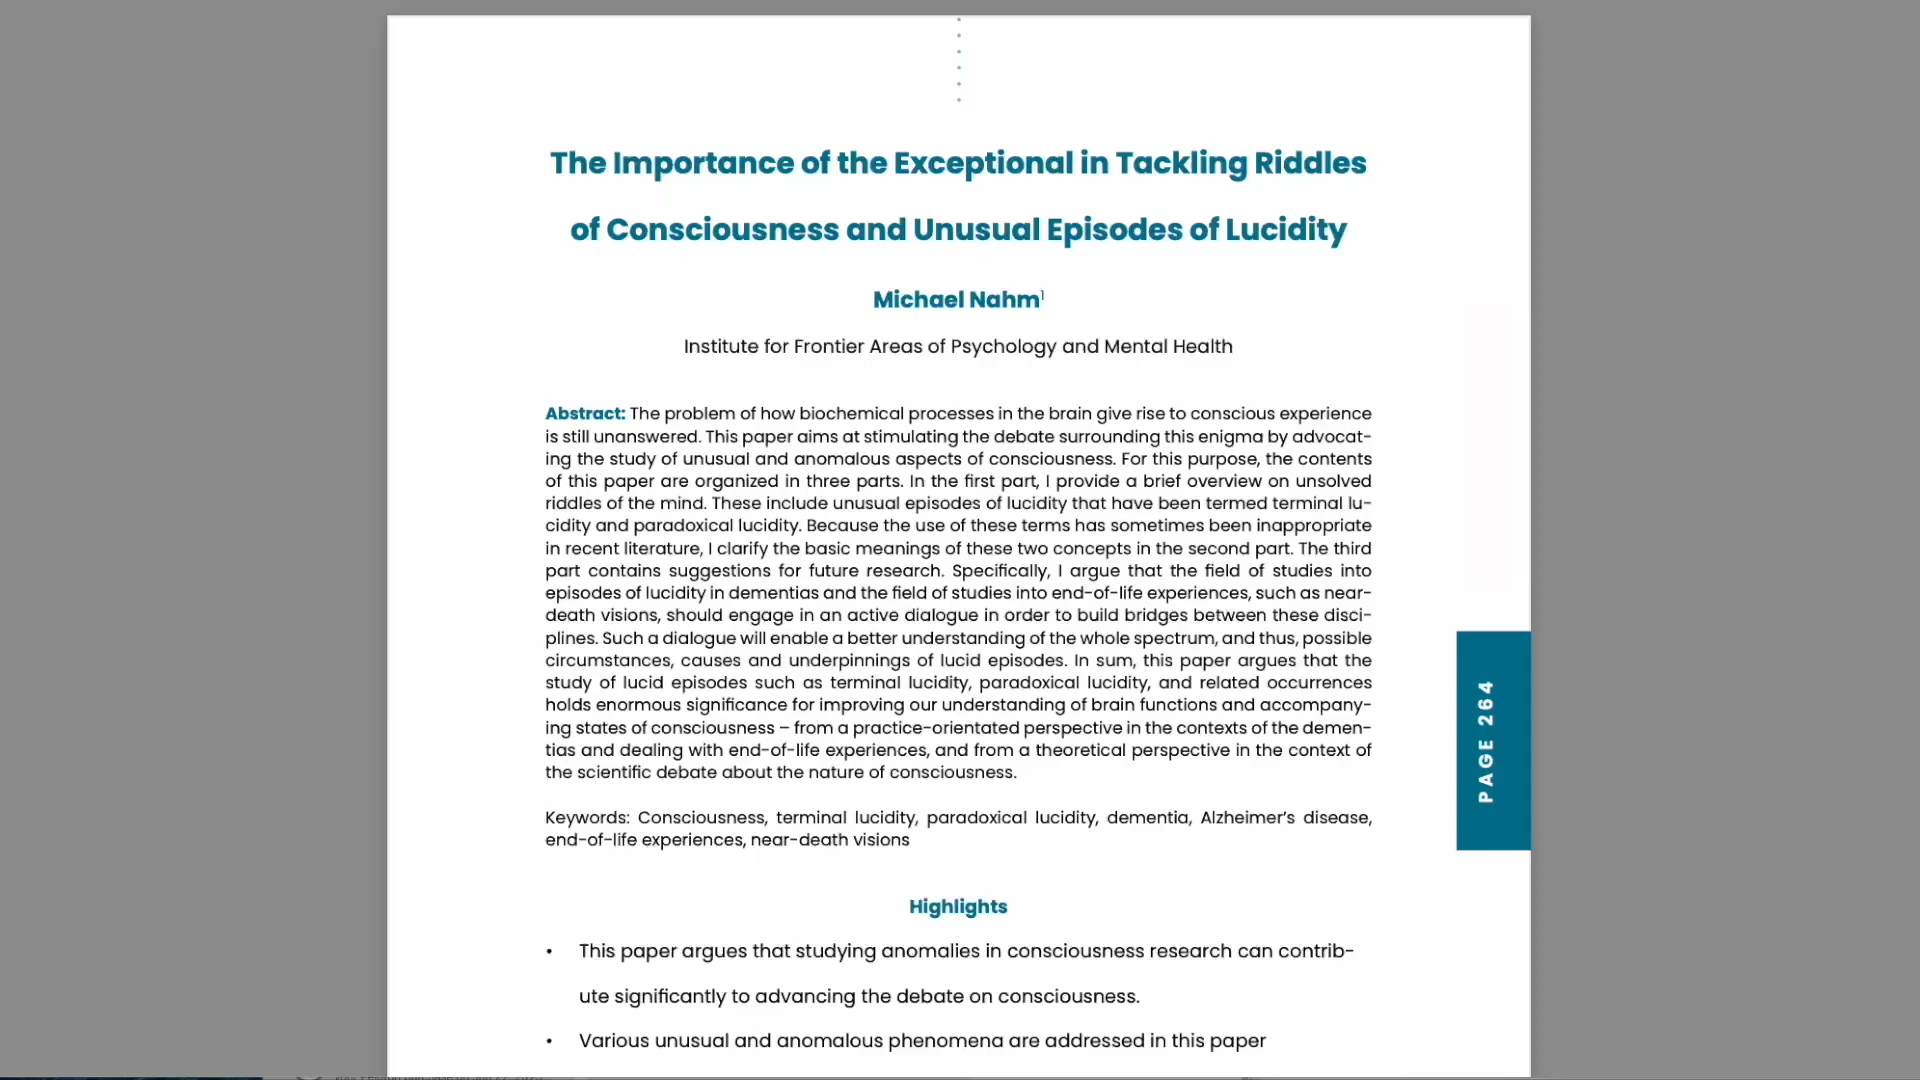 The Importance of the Exceptional in Tackling Riddles
of Consciousness and Unusual Episodes of Lucidity
Michael Nahm¹
Institute for Frontier Areas of Psychology and Mental Health
Abstract: The problem of how biochemical processes in the brain give rise to conscious experience
is still unanswered. This paper aims at stimulating the debate surrounding this enigma by advocat-
ing the study of unusual and anomalous aspects of consciousness. For this purpose, the contents
of this paper are organized in three parts. In the first part, I provide a brief overview on unsolved
riddles of the mind. These include unusual episodes of lucidity that have been termed terminal lu-
cidity and paradoxical lucidity. Because the use of these terms has sometimes been inappropriate
in recent literature, I clarify the basic meanings of these two concepts in the second part. The third
part contains suggestions for future research. Specifically, I argue that the field of studies into
episodes of lucidity in dementias and the field of studies into end-of-life experiences, such as near-
death visions, should engage in an active dialogue in order to build bridges between these disci-
plines. Such a dialogue will enable a better understanding of the whole spectrum, and thus, possible
circumstances, causes and underpinnings of lucid episodes. In sum, this paper argues that the
study of lucid episodes such as terminal lucidity, paradoxical lucidity, and related occurrences
holds enormous significance for improving our understanding of brain functions and accompany-
ing states of consciousness – from a practice-orientated perspective in the contexts of the demen-
tias and dealing with end-of-life experiences, and from a theoretical perspective in the context of
the scientific debate about the nature of consciousness.
Keywords: Consciousness, terminal lucidity, paradoxical lucidity, dementia, Alzheimer's disease,
end-of-life experiences, near-death visions
PAGE 264
Highlights
• This paper argues that studying anomalies in consciousness research can contrib-
ute significantly to advancing the debate on consciousness.
• Various unusual and anomalous phenomena are addressed in this paper